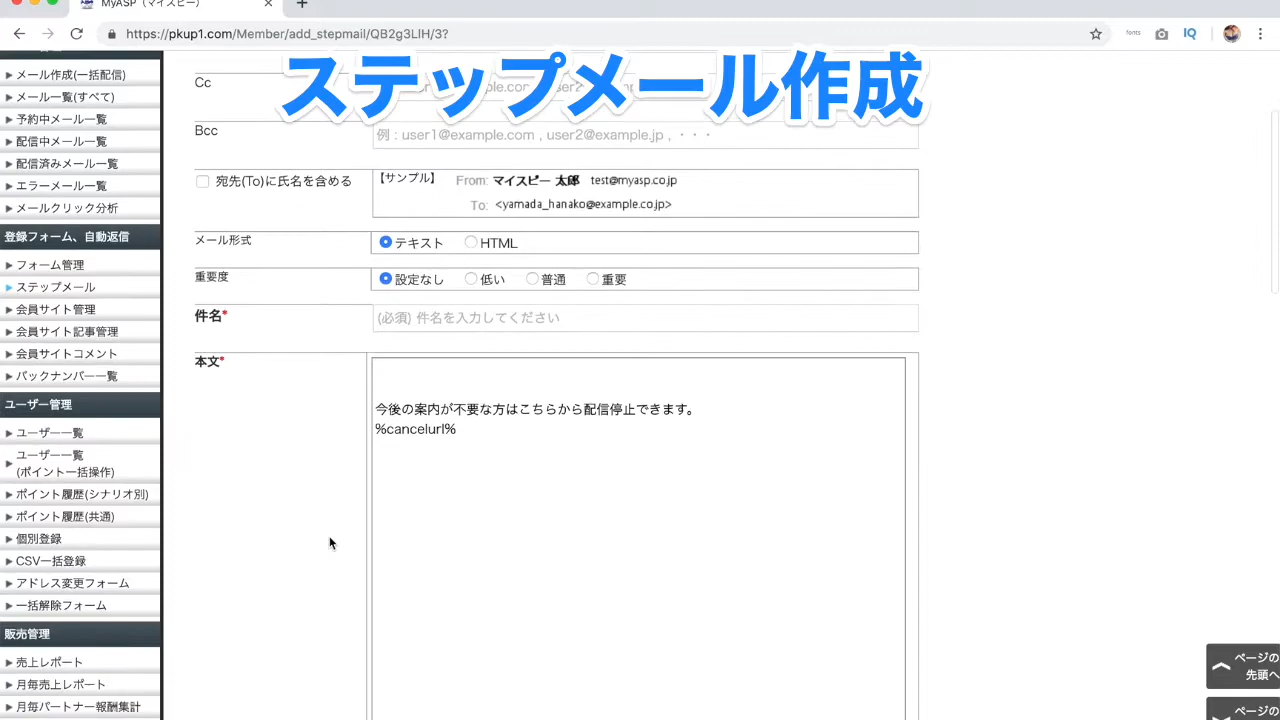 MyASP（マイスピー）
https://pkup1.com/Member/add_stepmail/QB2g3LlH/3?
fonts
IQ
ステップメール作成
メール作成(一括配信)
メール一覧(すべて)
予約中メール一覧
配信中メール一覧
配信済みメール一覧
エラーメール一覧
メールクリック分析
登録フォーム、自動返信
フォーム管理
ステップメール
会員サイト管理
会員サイト記事管理
会員サイトコメント
バックナンバー一覧
ユーザー管理
ユーザー一覧
ユーザー一覧
(ポイント一括操作)
ポイント履歴(シナリオ別)
ポイント履歴(共通)
個別登録
CSV一括登録
アドレス変更フォーム
一括解除フォーム
販売管理
売上レポート
月毎売上レポート
月毎パートナー報酬集計
Cc
Bcc
例 : user1@example.com , user2@example.jp , ・・・
宛先(To)に氏名を含める
【サンプル】 From: マイスピー 太郎 test@myasp.co.jp
To: <yamada_hanako@example.co.jp>
メール形式
テキスト HTML
重要度
設定なし 低い 普通 重要
件名*
(必須) 件名を入力してください
本文*
今後の案内が不要な方はこちらから配信停止できます。
%cancelurl%
ページの
先頭へ
ページの